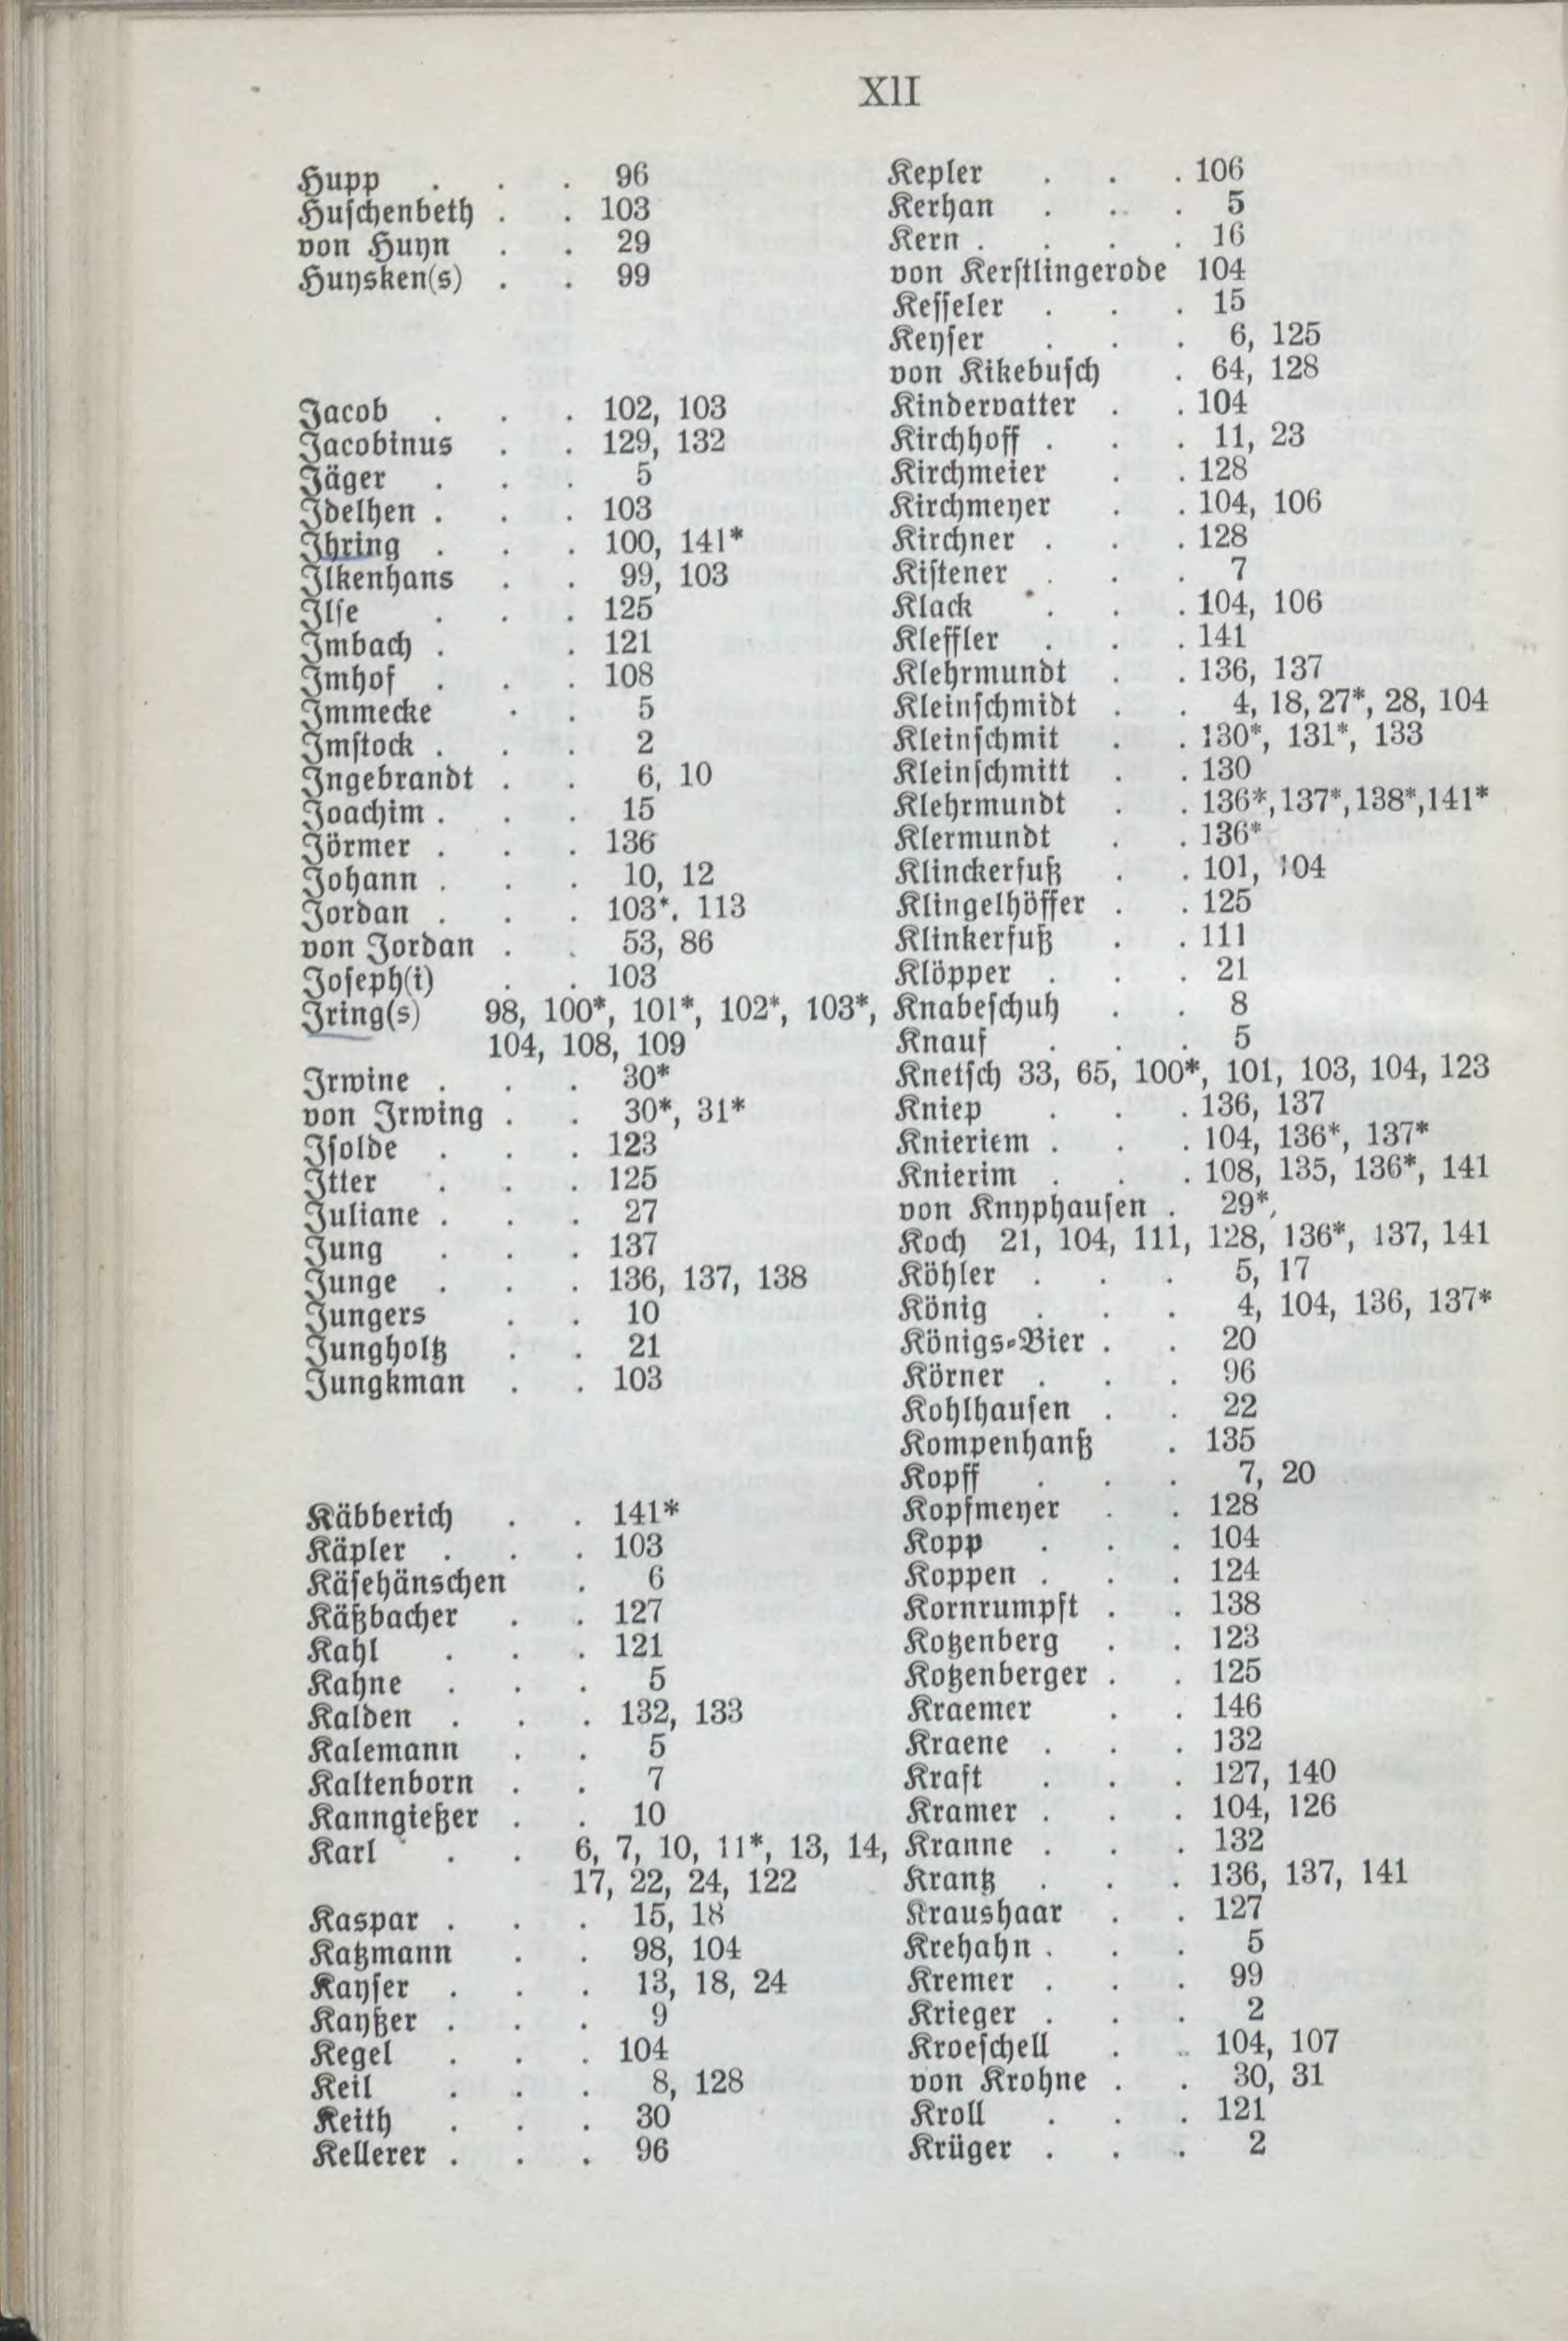 XII
Hupp . . . 96
Huschenbeth . . 103
von Huyn . . 29
Huysken(s) . . 99
Jacob . . . 102, 103
Jacobinus . . 129, 132
Jäger . . . 5
Idelhen . . . 103
Ihring . . . 100, 141*
Ilkenhans . . 99, 103
Ilse . . . 125
Imbach . . 121
Imhof . . . 108
Immecke . . 5
Imstock . . . 2
Ingebrandt . . 6, 10
Joachim . . . 15
Jörmer . . . 136
Johann . . . 10, 12
Jordan . . . 103*, 113
von Jordan . . 53, 86
Joseph(i) . . 103
Iring(s) 98, 100*, 101*, 102*, 103*,
104, 108, 109
Irwine . . . 30*
von Irwing . . 30*, 31*
Isolde . . . 123
Itter . . . 125
Juliane . . . 27
Jung . . . 137
Junge . . . 136, 137, 138
Jungers . . 10
Jungholtz . . 21
Jungkman . . 103
Käbberich . . 141*
Käpler . . . 103
Käsehänschen . 6
Käßbacher . . 127
Kahl . . . 121
Kahne . . . 5
Kalden . . . 132, 133
Kalemann . . 5
Kaltenborn . . 7
Kanngießer . . 10
Karl . . 6, 7, 10, 11*, 13, 14,
17, 22, 24, 122
Kaspar . . . 15, 18
Katzmann . . 98, 104
Kayser . . . 13, 18, 24
Kayßer . . . 9
Kegel . . . 104
Keil . . . 8, 128
Keith . . . 30
Kellerer . . . 96
Kepler . . . 106
Kerhan . . . 5
Kern . . . . 16
von Kerstlingerode 104
Kesseler . . . 15
Keyser . . . 6, 125
von Kikebusch . 64, 128
Kindervatter . . 104
Kirchhoff . . . 11, 23
Kirchmeier . . 128
Kirchmeyer . . 104, 106
Kirchner . . . 128
Kistener . . . 7
Klack . . . 104, 106
Kleffler . . . 141
Klehrmundt . . 136, 137
Kleinschmidt . . 4, 18, 27*, 28, 104
Kleinschmit . . 130*, 131*, 133
Kleinschmitt . . 130
Klehrmundt . . 136*, 137*, 138*, 141*
Klermundt . . 136*
Klinckerfuß . . 101, 104
Klingelhöffer . . 125
Klinkerfuß . . 111
Klöpper . . . 21
Knabeschuh . . 8
Knauf . . . 5
Knetsch 33, 65, 100*, 101, 103, 104, 123
Kniep . . . 136, 137
Knieriem . . . 104, 136*, 137*
Knierim . . . 108, 135, 136*, 141
von Knyphausen . 29*,
Koch 21, 104, 111, 128, 136*, 137, 141
Köhler . . . 5, 17
König . . . 4, 104, 136, 137*
Königs-Bier . . 20
Körner . . . 96
Kohlhausen . . 22
Kompenhanß . 135
Kopff . . . 7, 20
Kopfmeyer . . 128
Kopp . . . 104
Koppen . . . 124
Kornrumpft . . 138
Kotzenberg . . 123
Kotzenberger . . 125
Kraemer . . 146
Kraene . . . 132
Kraft . . . 127, 140
Kramer . . . 104, 126
Kranne . . . 132
Krantz . . . 136, 137, 141
Kraushaar . . 127
Krehahn . . . 5
Kremer . . . 99
Krieger . . . 2
Kroeschell . . 104, 107
von Krohne . . 30, 31
Kroll . . . 121
Krüger . . . 2